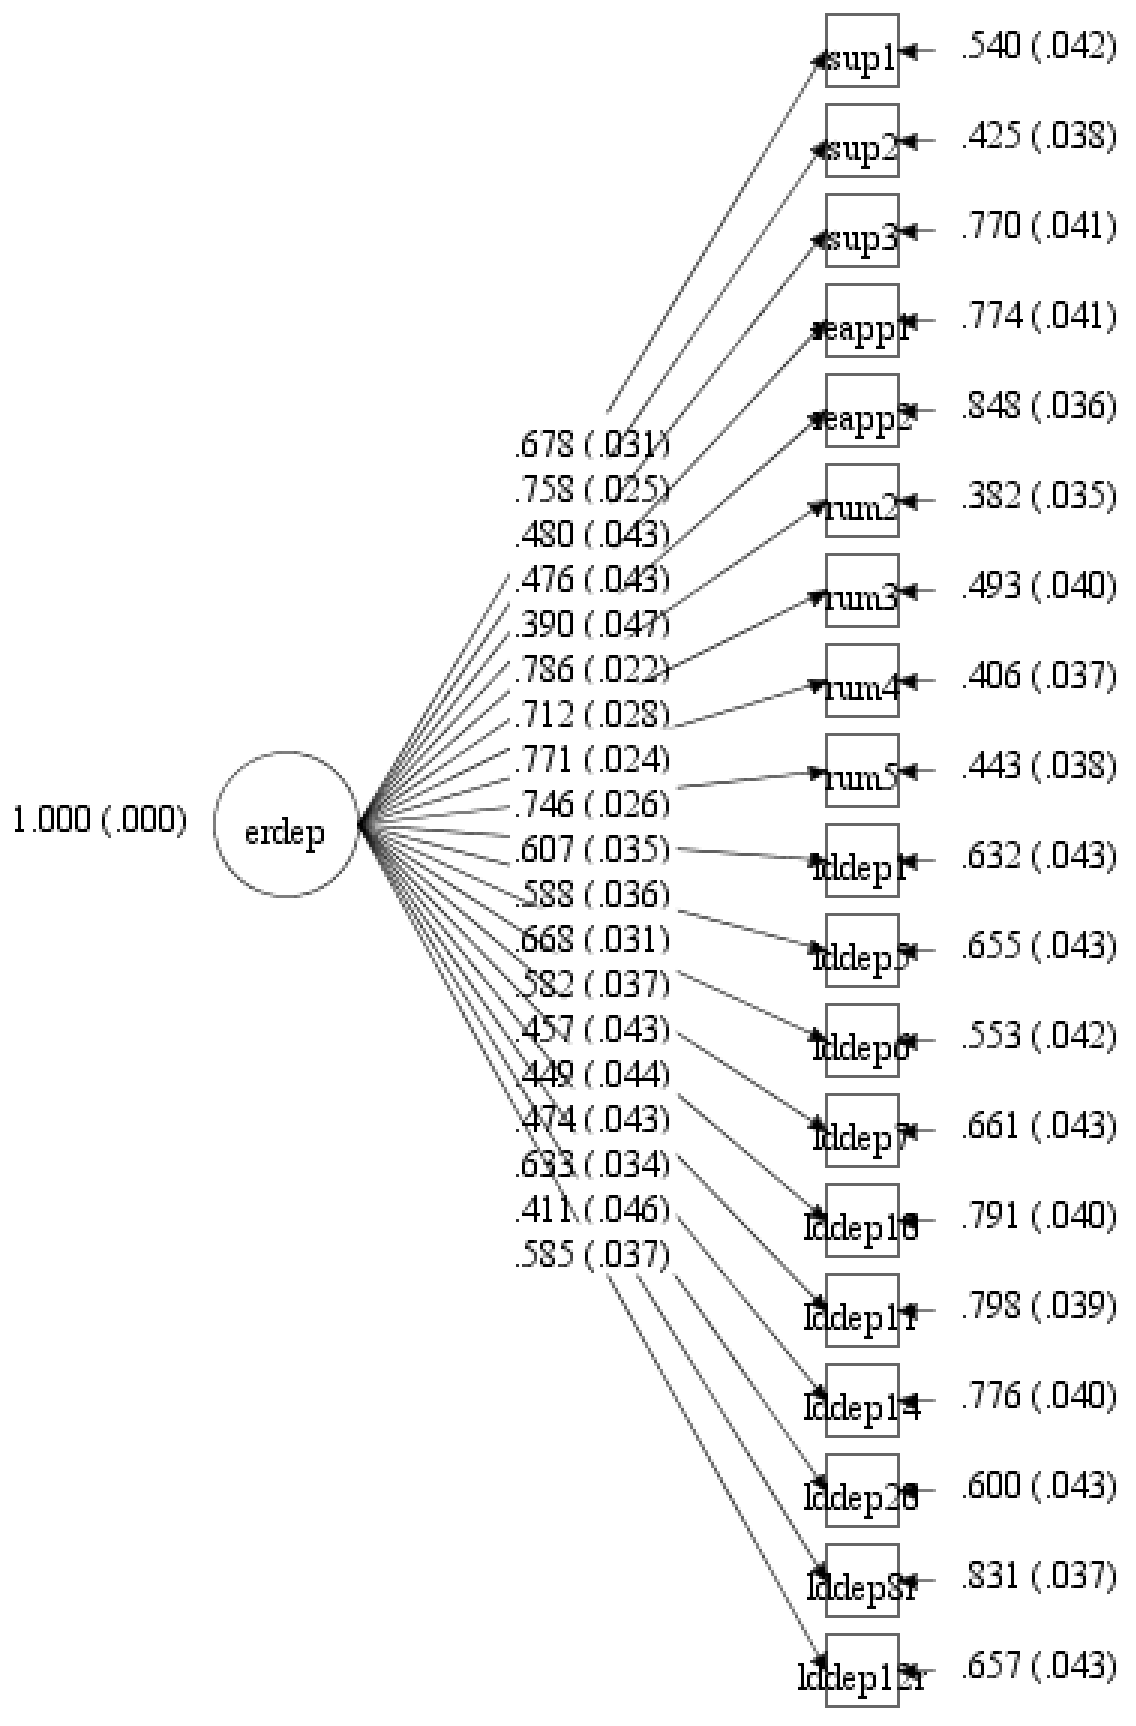 sup1
.540 (.042)
sup2
.425 (.038)
sup3
.770 (.041)
reapp1
.774 (.041)
reapp2
.848 (.036)
rum2
.382 (.035)
rum3
.493 (.040)
rum4
.406 (.037)
rum5
.443 (.038)
lddep1
.632 (.043)
lddep5
.655 (.043)
lddep6
.553 (.042)
lddep7
.661 (.043)
.791 (.040)
lddep11
.798 (.039)
lddep14
.776 (.040)
.600 (.043)
lddep8r
.831 (.037)
lddep12r
.657 (.043)
.678 (.031)
.758 (.025)
.480 (.043)
.476 (.043)
.390 (.047)
.786 (.022)
.712 (.028)
.771 (.024)
.746 (.026)
.607 (.035)
.588 (.036)
.668 (.031)
.582 (.037)
.457 (.043)
.449 (.044)
.474 (.043)
.633 (.034)
.411 (.046)
.585 (.037)
1.000 (.000)
erdep